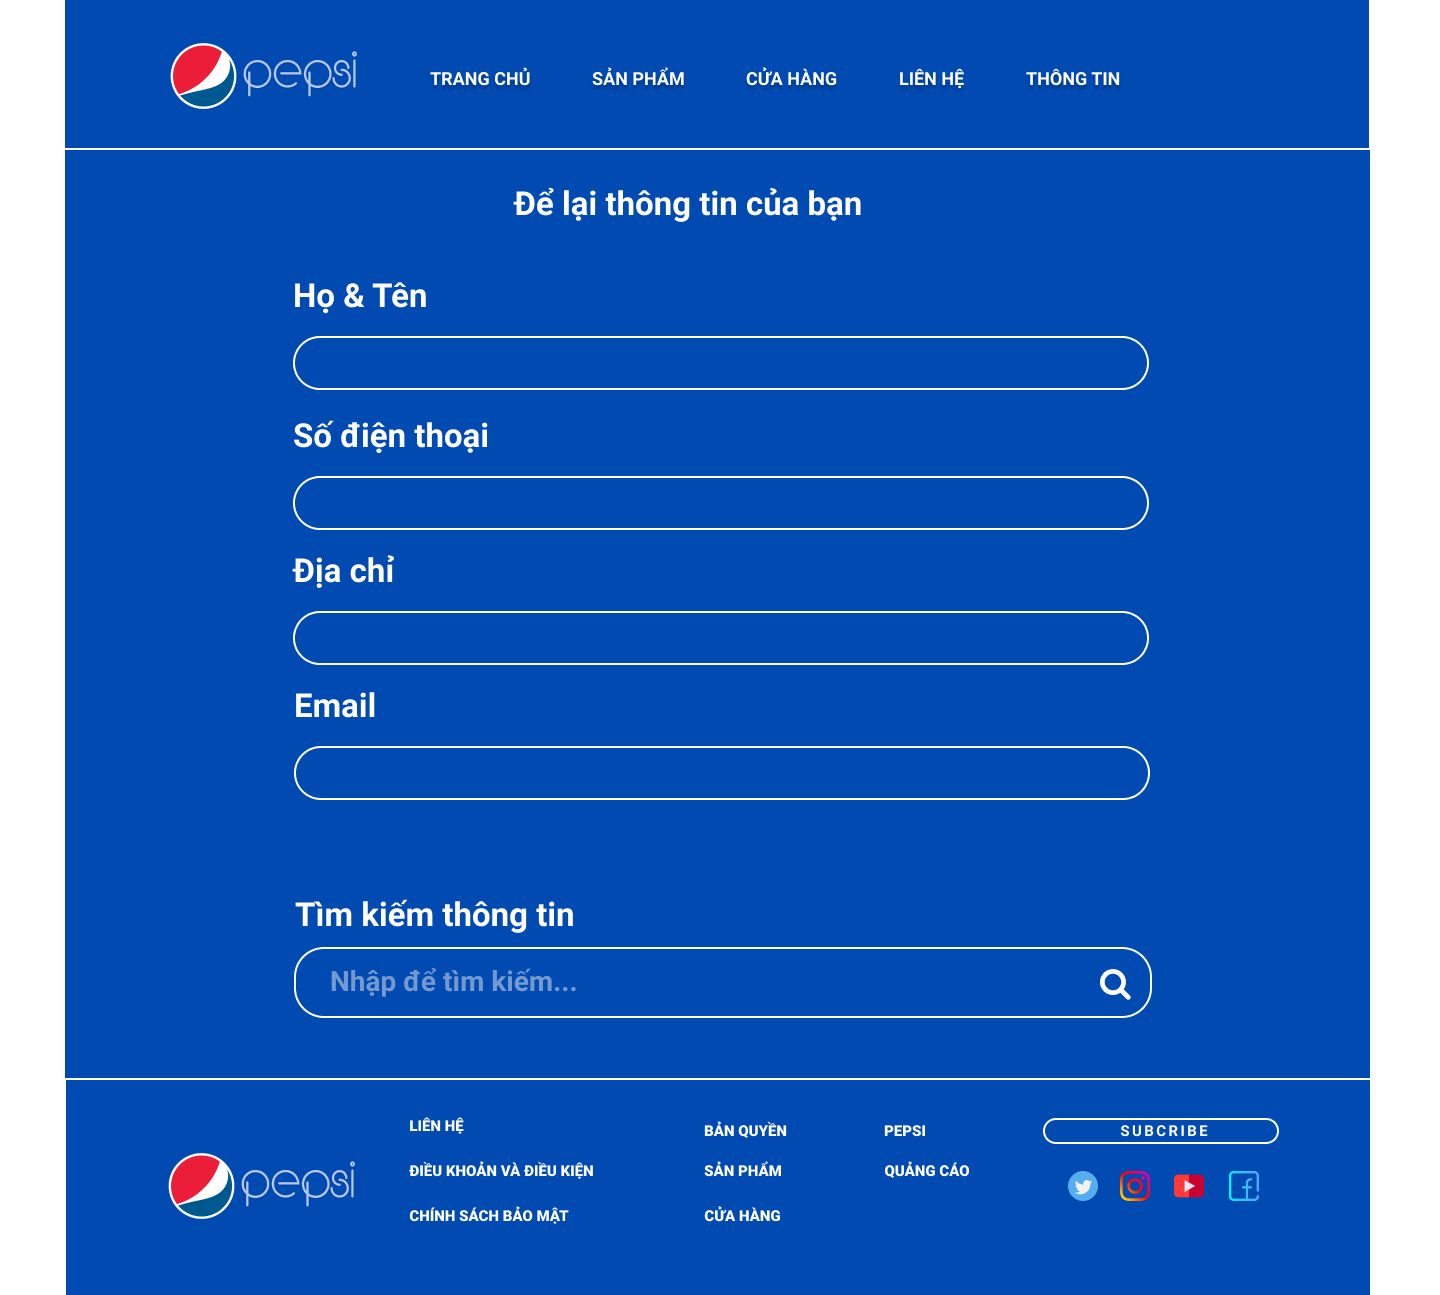 pepsi
TRANG CHỦ SẢN PHẨM CỬA HÀNG LIÊN HỆ THÔNG TIN
Để lại thông tin của bạn
Họ & Tên
Số điện thoại
Địa chỉ
Email
Tìm kiếm thông tin
Nhập để tìm kiếm...
pepsi
LIÊN HỆ
ĐIỀU KHOẢN VÀ ĐIỀU KIỆN
CHÍNH SÁCH BẢO MẬT
BẢN QUYỀN
SẢN PHẨM
CỬA HÀNG
PEPSI
QUẢNG CÁO
SUBCRIBE